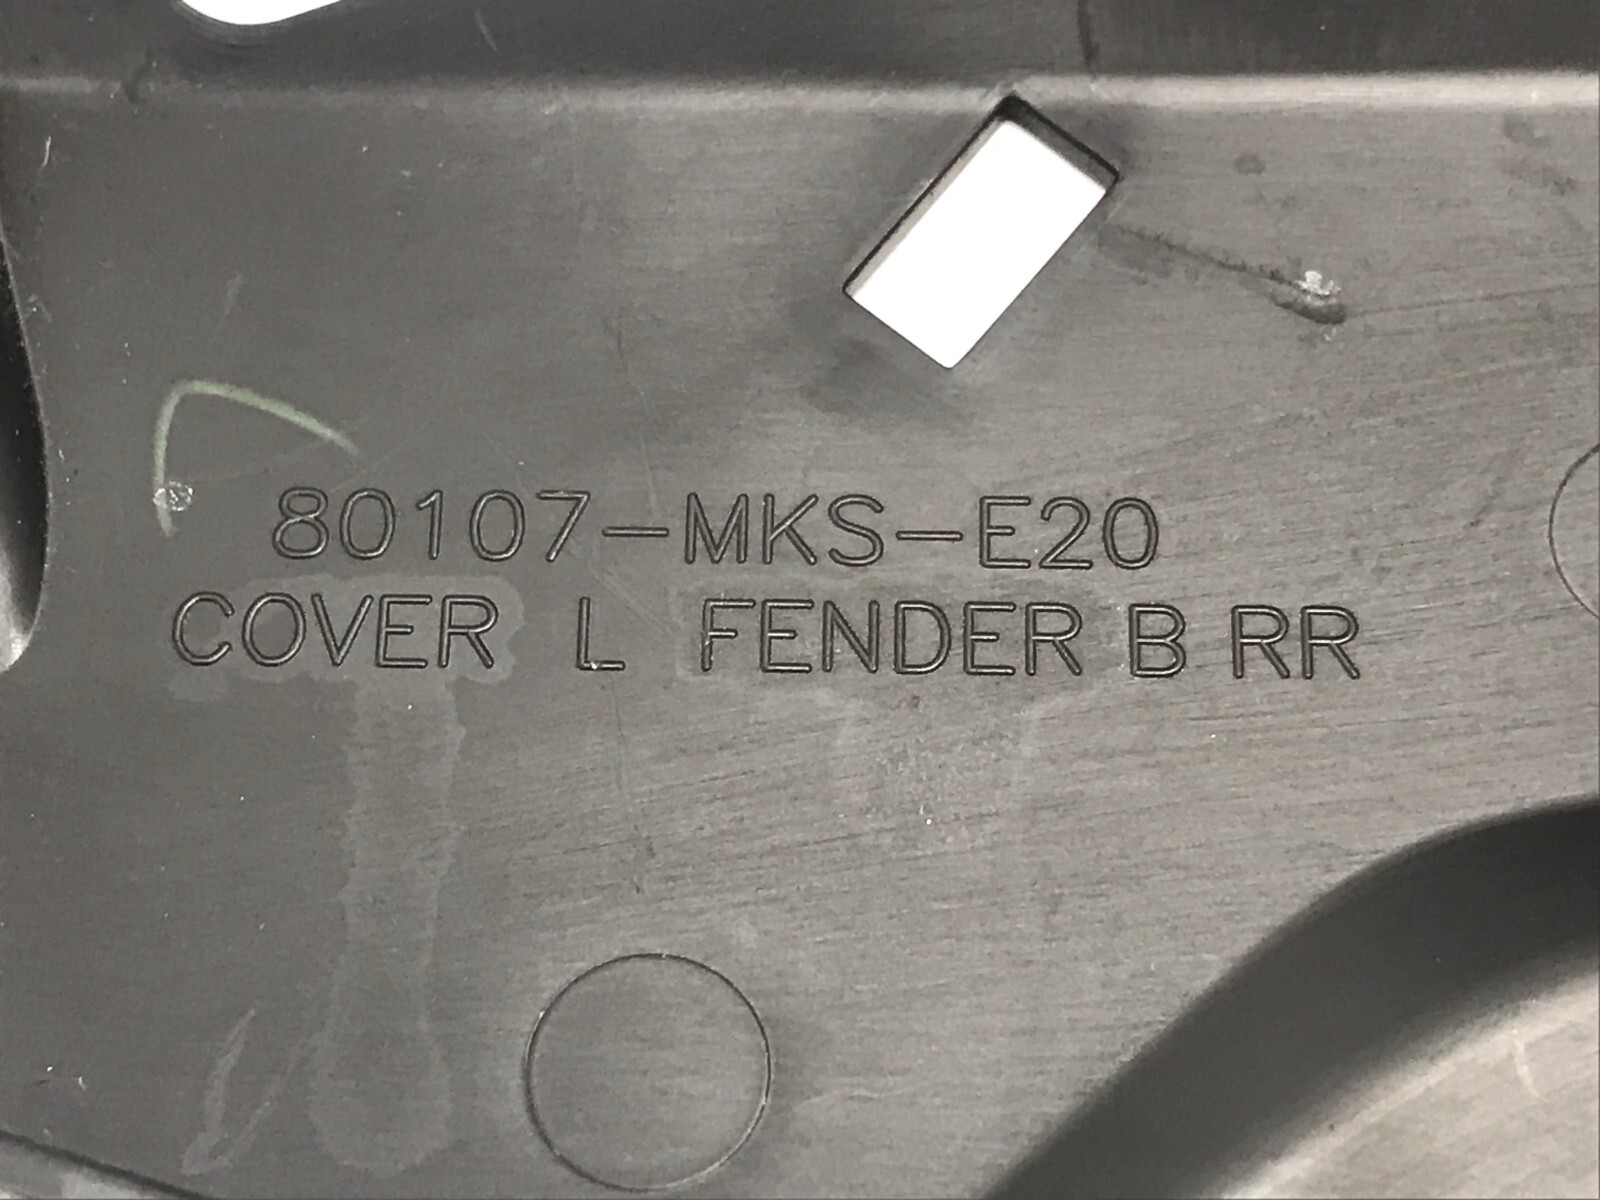 80107-MKS-E20
COVER L FENDER B RR